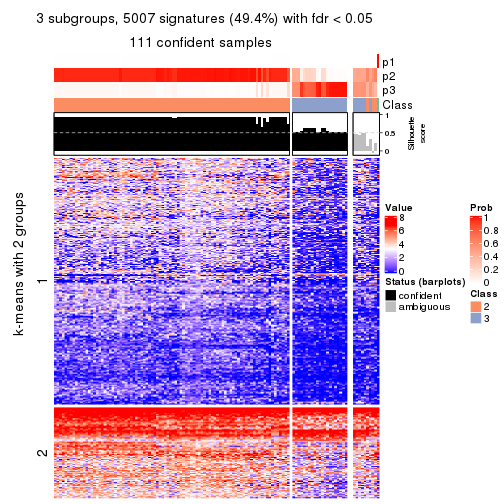 3 subgroups, 5007 signatures (49.4%) with fdr < 0.05
111 confident samples
p1
p2
p3
Class
1
0.5
0
Silhouette
score
k-means with 2 groups
1
2
Value
8
6
4
2
0
Status (barplots)
confident
ambiguous
Prob
1
0.8
0.6
0.4
0.2
0
Class
2
3